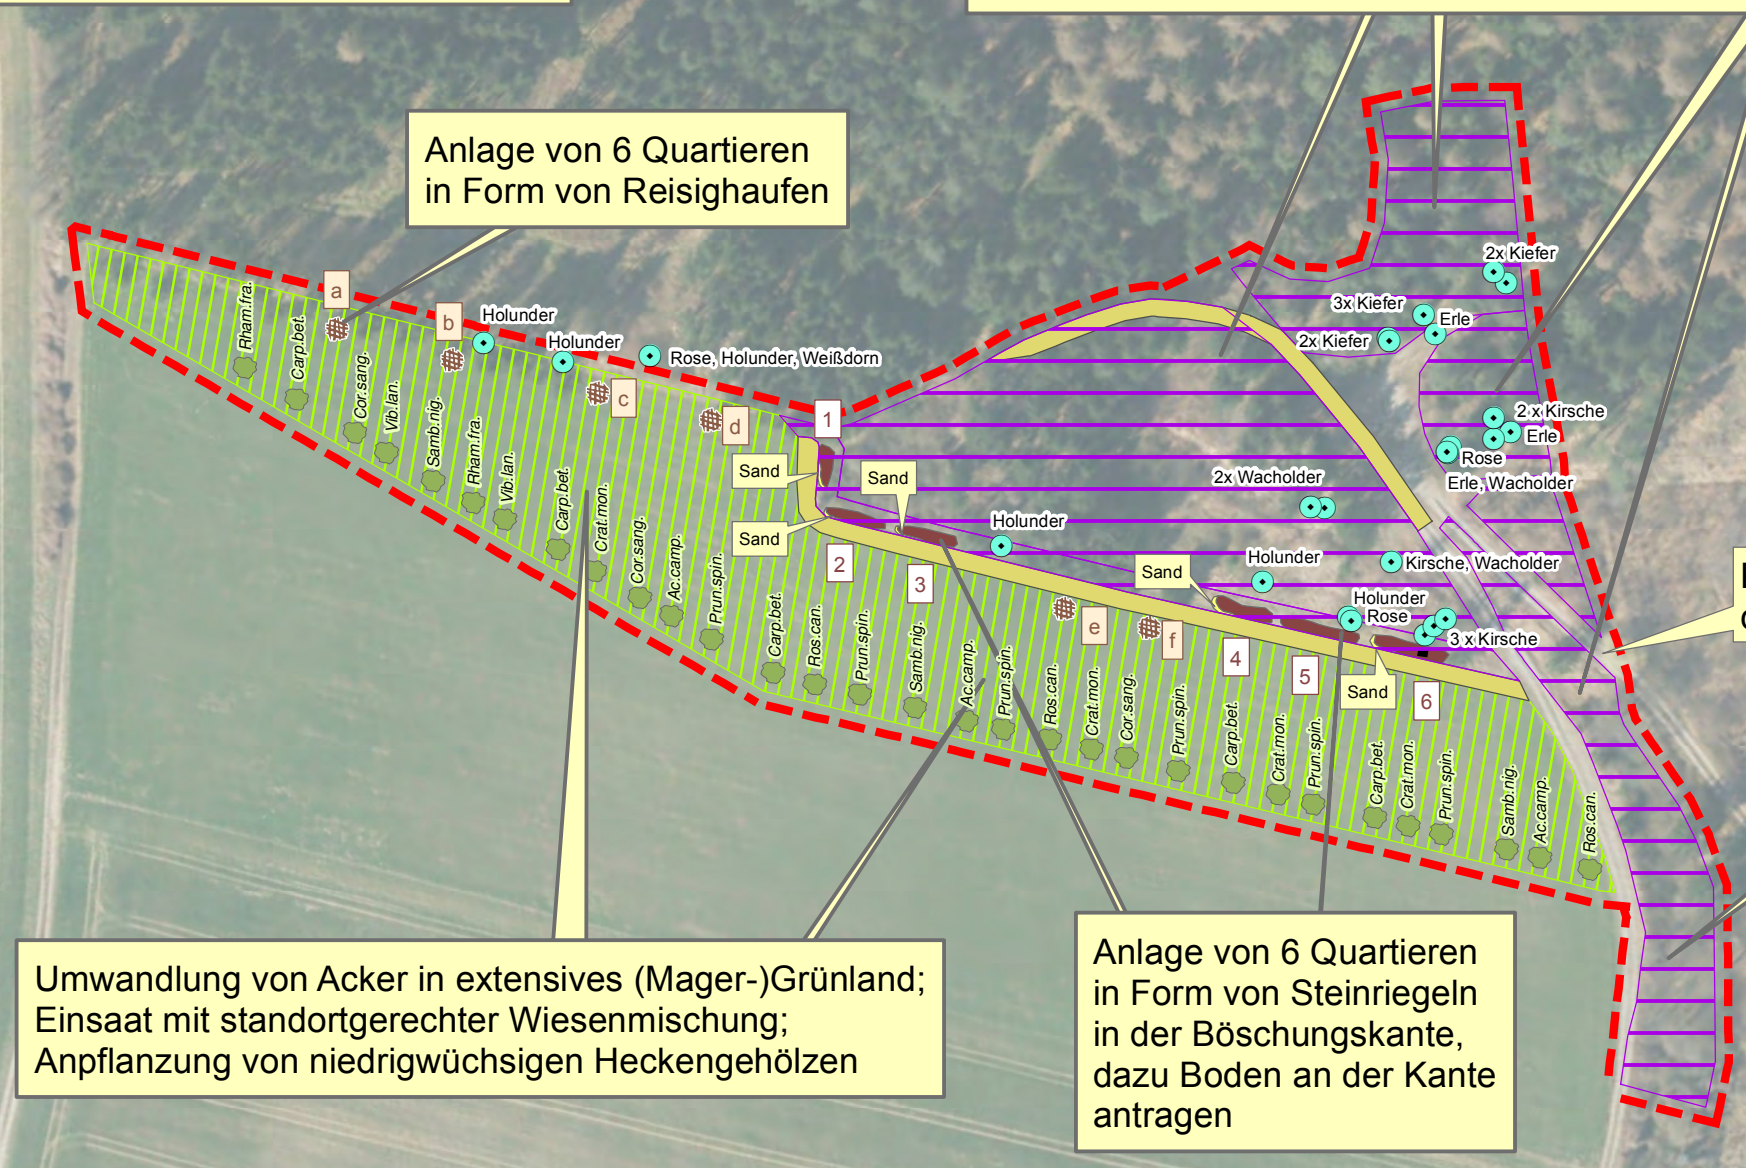 Anlage von 6 Quartieren
in Form von Reisighaufen
a
b
c
d
e
f
Holunder
Holunder
Rose, Holunder, Weißdorn
2x Kiefer
3x Kiefer
Erle
2x Kiefer
2 x Kirsche
Erle
Rose
Erle, Wacholder
2x Wacholder
Holunder
Holunder
Kirsche, Wacholder
Holunder
Rose
3 x Kirsche
1
2
3
4
5
6
Sand
Sand
Sand
Sand
Sand
Rham.fra.
Carp.bet.
Cor.sang.
Vib.lan.
Samb.nig.
Rham.fra.
Vib.lan.
Carp.bet.
Crat.mon.
Cor.sang.
Ac.camp.
Prun.spin.
Carp.bet.
Ros.can.
Prun.spin.
Samb.nig.
Ac.camp.
Prun.spin.
Ros.can.
Crat.mon.
Cor.sang.
Prun.spin.
Carp.bet.
Crat.mon.
Prun.spin.
Carp.bet.
Crat.mon.
Prun.spin.
Samb.nig.
Ac.camp.
Ros.can.
Umwandlung von Acker in extensives (Mager-)Grünland;
Einsaat mit standortgerechter Wiesenmischung;
Anpflanzung von niedrigwüchsigen Heckengehölzen
Anlage von 6 Quartieren
in Form von Steinriegeln
in der Böschungskante,
dazu Boden an der Kante
antragen